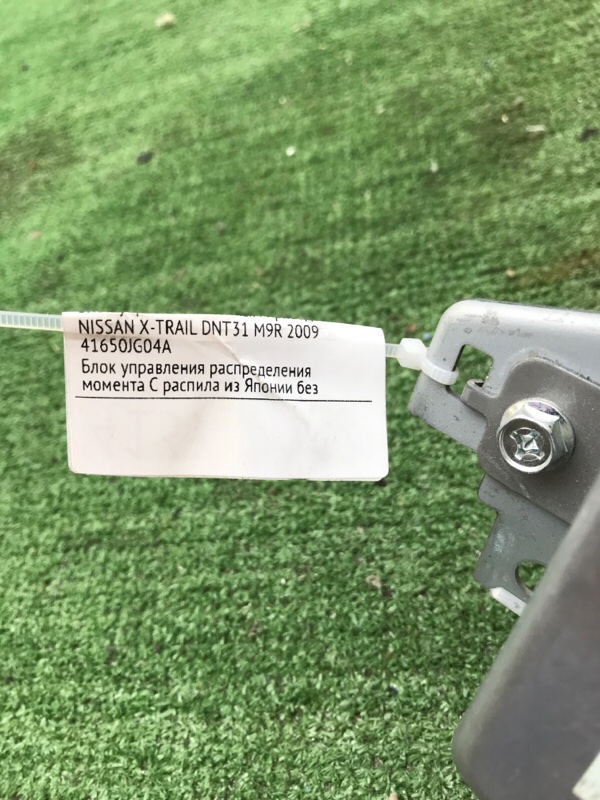 NISSAN X-TRAIL DNT31 M9R 2009
41650JG04A
Блок управления распределения
момента С распила из Японии без